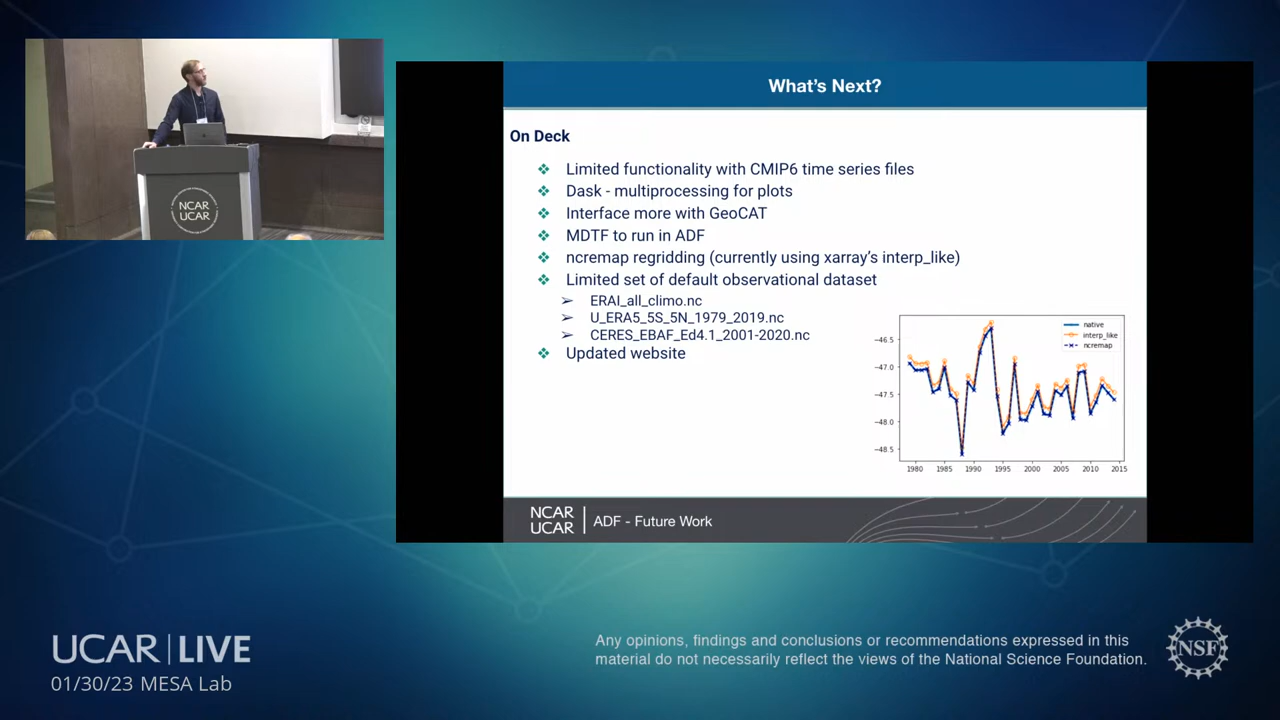 What's Next?
On Deck
Limited functionality with CMIP6 time series files
Dask - multiprocessing for plots
Interface more with GeoCAT
MDTF to run in ADF
ncremap regridding (currently using xarray's interp_like)
Limited set of default observational dataset
ERAI_all_climo.nc
U_ERA5_5S_5N_1979_2019.nc
CERES_EBAF_Ed4.1_2001-2020.nc
Updated website
native
interp_like
ncremap
−46.5
−47.0
−47.5
−48.0
−48.5
1980 1985 1990 1995 2000 2005 2010 2015
NCAR
UCAR
ADF - Future Work
NCAR
UCAR
UCAR | LIVE
01/30/23 MESA Lab
Any opinions, findings and conclusions or recommendations expressed in this
material do not necessarily reflect the views of the National Science Foundation.
NSF